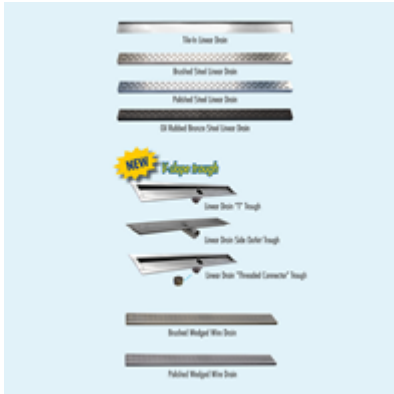 Tile-In Linear Drain
Brushed Steel Linear Drain
Polished Steel Linear Drain
Oil Rubbed Bronze Steel Linear Drain
NEW
V-slope trough
Linear Drain "T" Trough
Linear Drain Side Outlet Trough
Linear Drain "Threaded Connector" Trough
Brushed Wedged Wire Drain
Polished Wedged Wire Drain